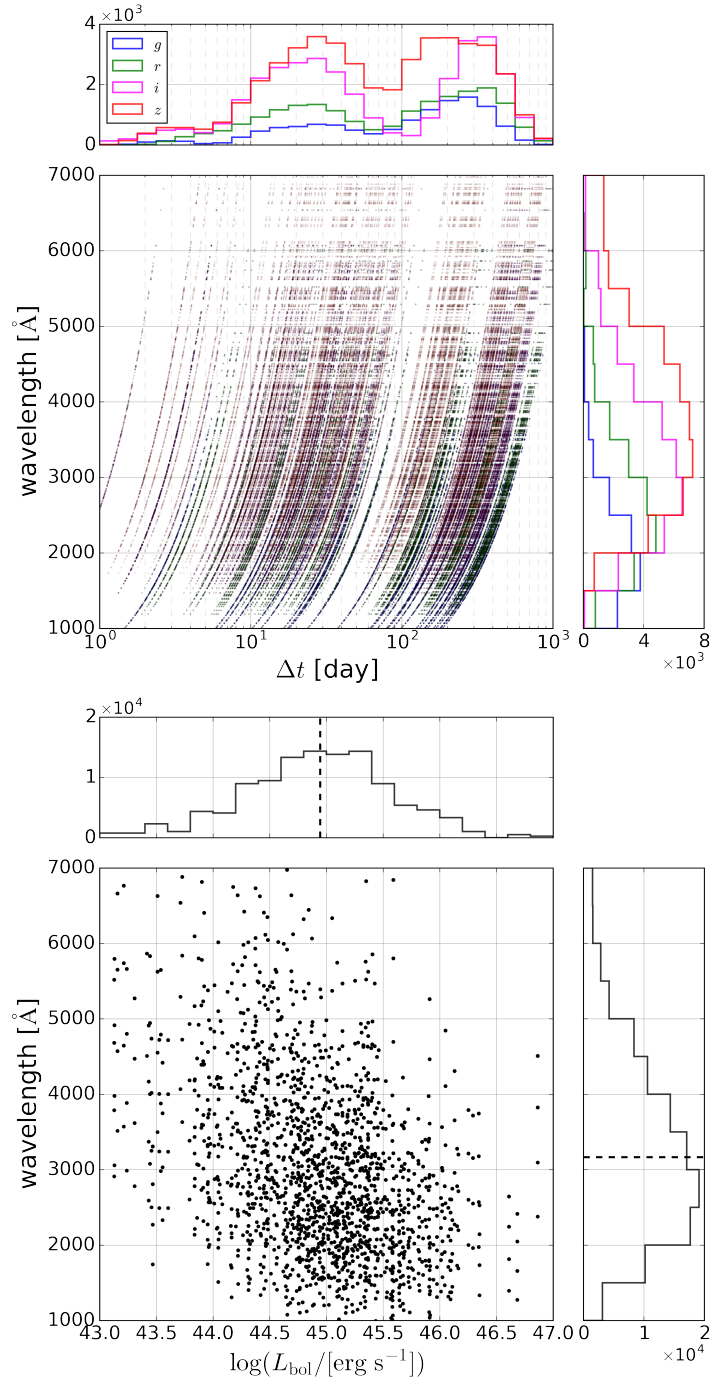 ×10³
4
2
0
g
r
i
z
7000
6000
5000
4000
3000
2000
1000
wavelength [Å]
10⁰ 10¹ 10² 10³
Δt [day]
0 4 8
×10³
×10⁴
2
1
0
7000
6000
5000
4000
3000
2000
1000
wavelength [Å]
43.0 43.5 44.0 44.5 45.0 45.5 46.0 46.5 47.0
log(L_bol/[erg s⁻¹])
0 1 2
×10⁴